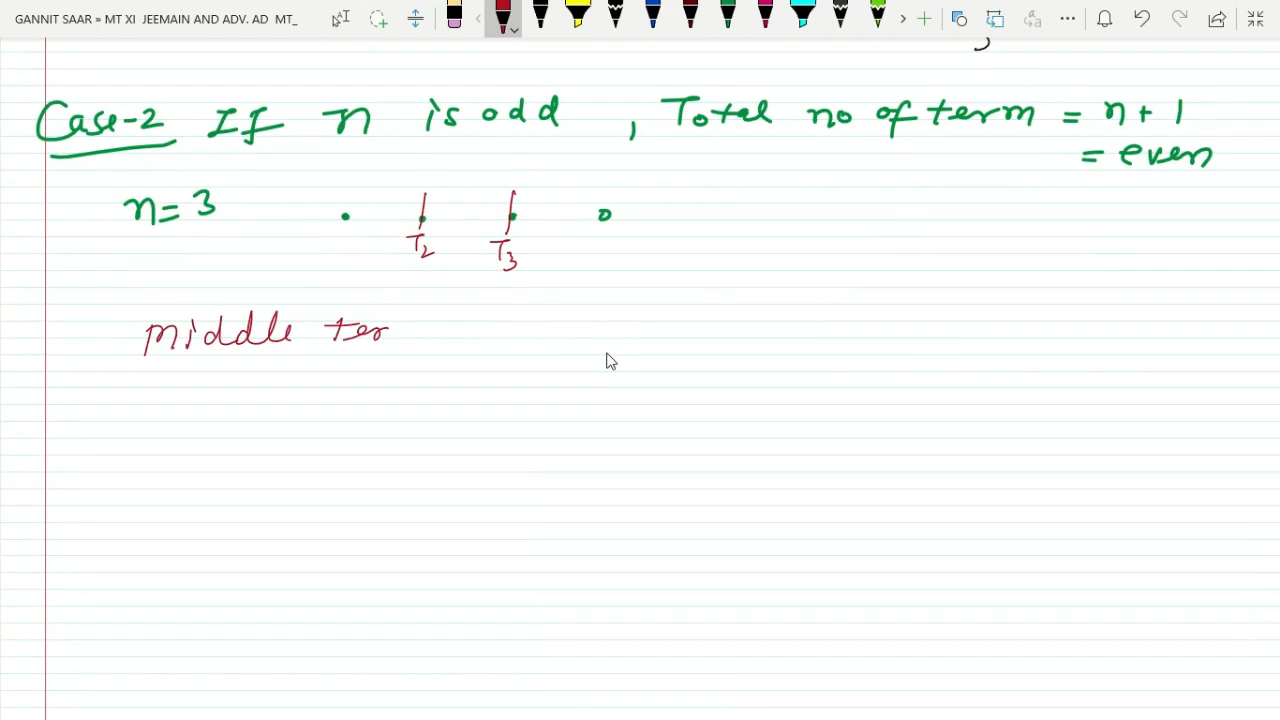 GANNIT SAAR » MT XI JEEMAIN AND ADV. AD MT_
Case-2 If n is odd , Total no of term = n + 1
= even
n = 3
T2 T3
middle ter